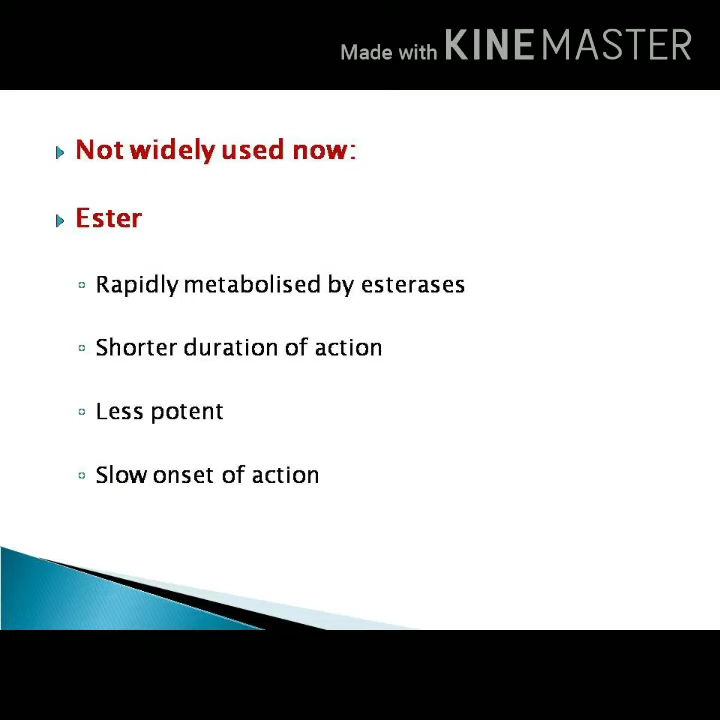 Made with KINEMASTER
Not widely used now:
Ester
Rapidly metabolised by esterases
Shorter duration of action
Less potent
Slow onset of action